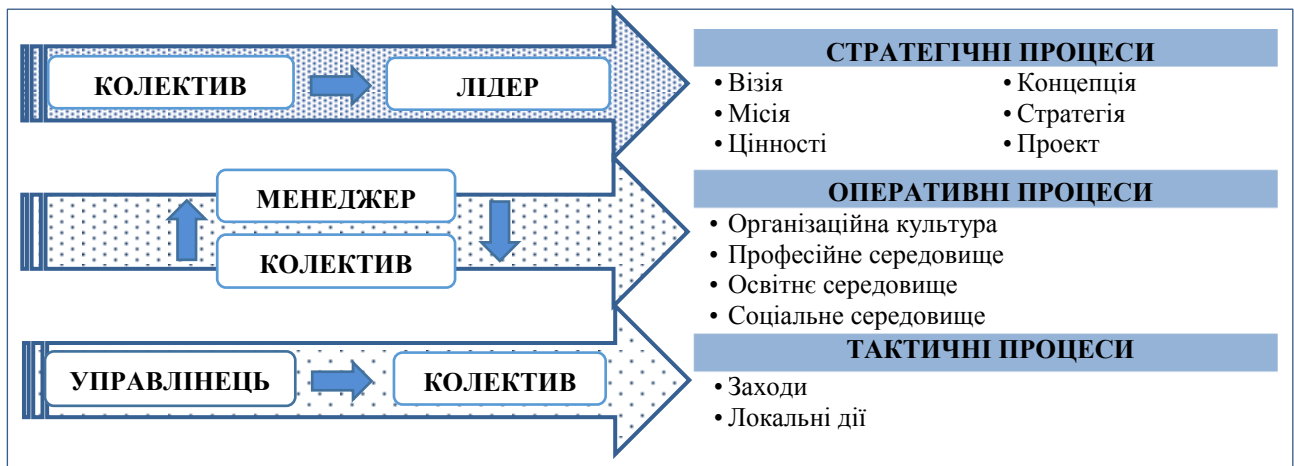 КОЛЕКТИВ
ЛІДЕР
СТРАТЕГІЧНІ ПРОЦЕСИ
• Візія
• Місія
• Цінності
• Концепція
• Стратегія
• Проект
МЕНЕДЖЕР
КОЛЕКТИВ
ОПЕРАТИВНІ ПРОЦЕСИ
• Організаційна культура
• Професійне середовище
• Освітнє середовище
• Соціальне середовище
УПРАВЛІНЕЦЬ
КОЛЕКТИВ
ТАКТИЧНІ ПРОЦЕСИ
• Заходи
• Локальні дії